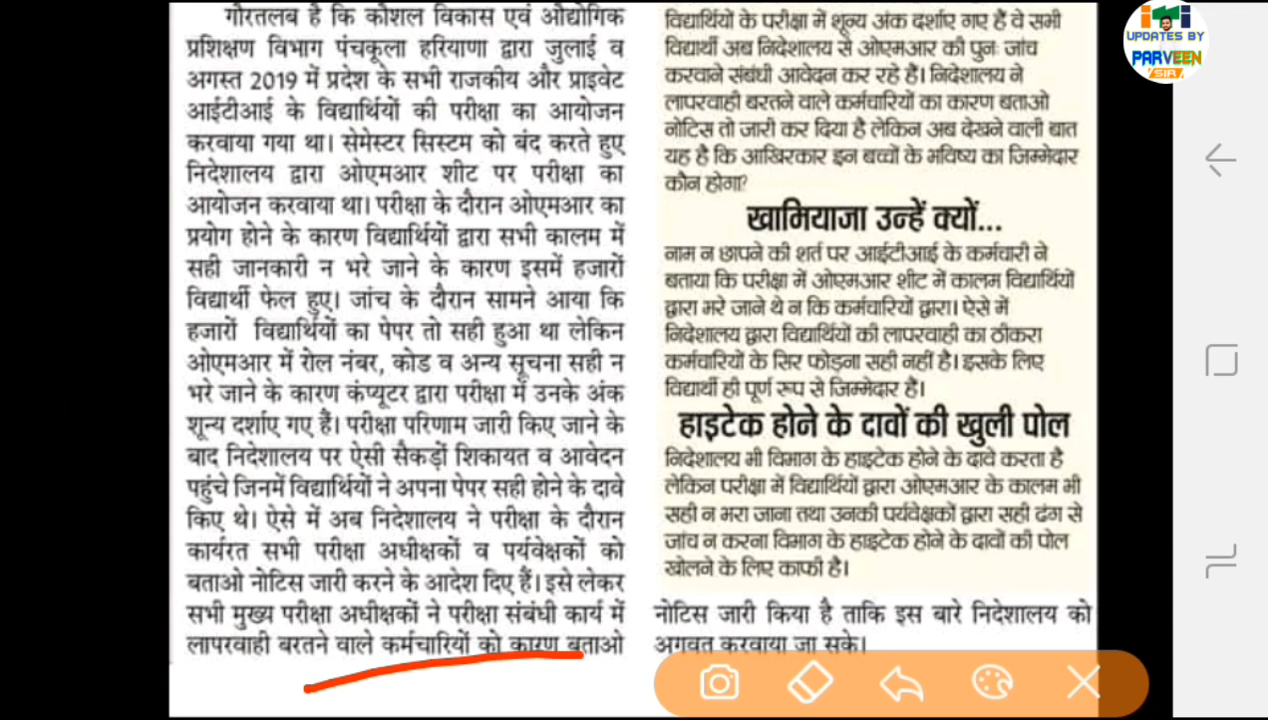 गौरतलब है कि कौशल विकास एवं औद्योगिक
प्रशिक्षण विभाग पंचकूला हरियाणा द्वारा जुलाई व
अगस्त 2019 में प्रदेश के सभी राजकीय और प्राइवेट
आईटीआई के विद्यार्थियों की परीक्षा का आयोजन
करवाया गया था। सेमेस्टर सिस्टम को बंद करते हुए
निदेशालय द्वारा ओएमआर शीट पर परीक्षा का
आयोजन करवाया था। परीक्षा के दौरान ओएमआर का
प्रयोग होने के कारण विद्यार्थियों द्वारा सभी कालम में
सही जानकारी न भरे जाने के कारण इसमें हजारों
विद्यार्थी फेल हुए। जांच के दौरान सामने आया कि
हजारों विद्यार्थियों का पेपर तो सही हुआ था लेकिन
ओएमआर में रोल नंबर, कोड व अन्य सूचना सही न
भरे जाने के कारण कंप्यूटर द्वारा परीक्षा में उनके अंक
शून्य दर्शाए गए हैं। परीक्षा परिणाम जारी किए जाने के
बाद निदेशालय पर ऐसी सैकड़ों शिकायत व आवेदन
पहुंचे जिनमें विद्यार्थियों ने अपना पेपर सही होने के दावे
किए थे। ऐसे में अब निदेशालय ने परीक्षा के दौरान
कार्यरत सभी परीक्षा अधीक्षकों व पर्यवेक्षकों को
बताओ नोटिस जारी करने के आदेश दिए हैं। इसे लेकर
सभी मुख्य परीक्षा अधीक्षकों ने परीक्षा संबंधी कार्य में
लापरवाही बरतने वाले कर्मचारियों को कारण बताओ
विद्यार्थियों के परीक्षा में शून्य अंक दर्शाए गए हैं वे सभी
विद्यार्थी अब निदेशालय से ओएमआर की पुनः जांच
करवाने संबंधी आवेदन कर रहे हैं। निदेशालय ने
लापरवाही बरतने वाले कर्मचारियों का कारण बताओ
नोटिस तो जारी कर दिया है लेकिन अब देखने वाली बात
यह है कि आखिरकार इन बच्चों के भविष्य का जिम्मेदार
कौन होगा?
खामियाजा उन्हें क्यों...
नाम न छापने की शर्त पर आईटीआई के कर्मचारी ने
बताया कि परीक्षा में ओएमआर शीट में कालम विद्यार्थियों
द्वारा भरे जाने थे न कि कर्मचारियों द्वारा। ऐसे में
निदेशालय द्वारा विद्यार्थियों की लापरवाही का ठीकरा
कर्मचारियों के सिर फोड़ना सही नहीं है। इसके लिए
विद्यार्थी ही पूर्ण रूप से जिम्मेदार हैं।
हाइटेक होने के दावों की खुली पोल
निदेशालय भी विभाग के हाइटेक होने के दावे करता है
लेकिन परीक्षा में विद्यार्थियों द्वारा ओएमआर के कालम भी
सही न भरा जाना तथा उनकी पर्यवेक्षकों द्वारा सही ढंग से
जांच न करना विभाग के हाइटेक होने के दावों की पोल
खोलने के लिए काफी है।
नोटिस जारी किया है ताकि इस बारे निदेशालय को
अगवत करवाया जा सके।
iTi
UPDATES BY
PARVEEN
SIR